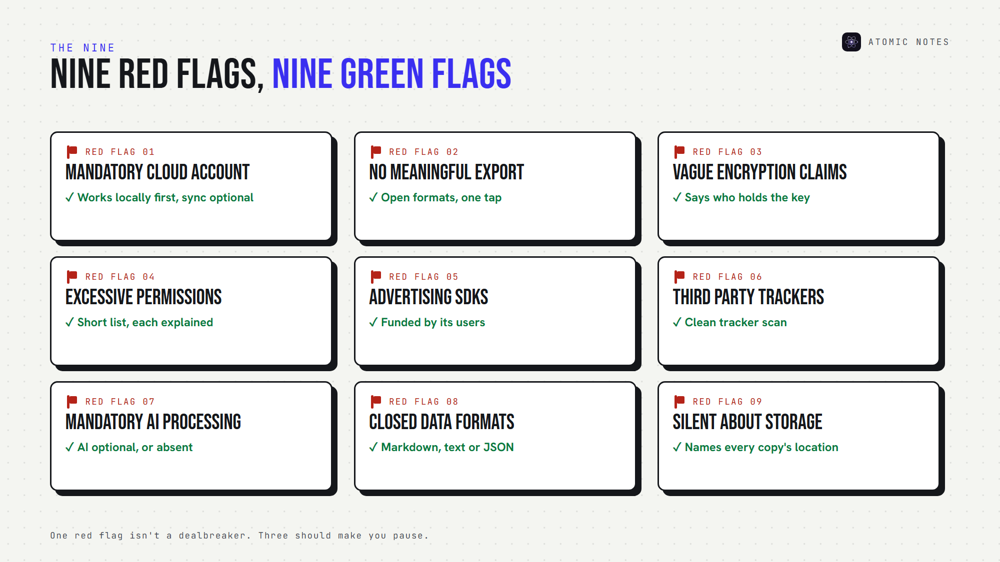 THE NINE
ATOMIC NOTES
NINE RED FLAGS, NINE GREEN FLAGS
RED FLAG 01
MANDATORY CLOUD ACCOUNT
✓ Works locally first, sync optional
RED FLAG 02
NO MEANINGFUL EXPORT
✓ Open formats, one tap
RED FLAG 03
VAGUE ENCRYPTION CLAIMS
✓ Says who holds the key
RED FLAG 04
EXCESSIVE PERMISSIONS
✓ Short list, each explained
RED FLAG 05
ADVERTISING SDKS
✓ Funded by its users
RED FLAG 06
THIRD PARTY TRACKERS
✓ Clean tracker scan
RED FLAG 07
MANDATORY AI PROCESSING
✓ AI optional, or absent
RED FLAG 08
CLOSED DATA FORMATS
✓ Markdown, text or JSON
RED FLAG 09
SILENT ABOUT STORAGE
✓ Names every copy's location
One red flag isn't a dealbreaker. Three should make you pause.